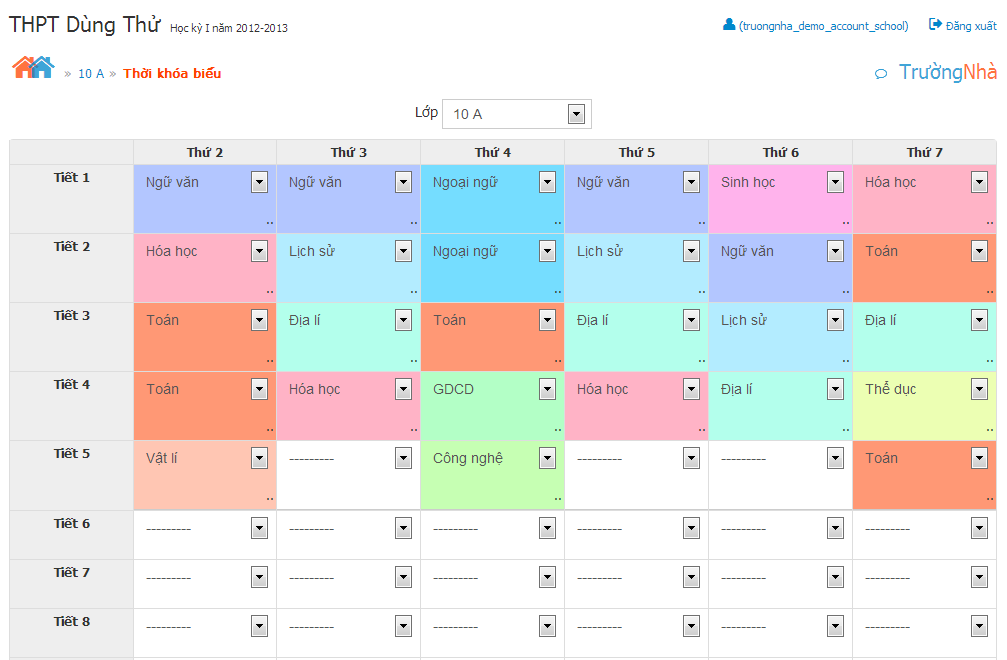 THPT Dùng Thử Học kỳ I năm 2012-2013 (truongnha_demo_account_school) Đăng xuất
» 10 A » Thời khóa biểu TrườngNhà
Lớp 10 A
Thứ 2 Thứ 3 Thứ 4 Thứ 5 Thứ 6 Thứ 7
Tiết 1 Ngữ văn Ngữ văn Ngoại ngữ Ngữ văn Sinh học Hóa học
.. .. .. .. .. ..
Tiết 2 Hóa học Lịch sử Ngoại ngữ Lịch sử Ngữ văn Toán
.. .. .. .. .. ..
Tiết 3 Toán Địa lí Toán Địa lí Lịch sử Địa lí
.. .. .. .. .. ..
Tiết 4 Toán Hóa học GDCD Hóa học Địa lí Thể dục
.. .. .. .. .. ..
Tiết 5 Vật lí --------- Công nghệ --------- --------- Toán
.. .. ..
Tiết 6 --------- --------- --------- --------- --------- ---------
Tiết 7 --------- --------- --------- --------- --------- ---------
Tiết 8 --------- --------- --------- --------- --------- ---------